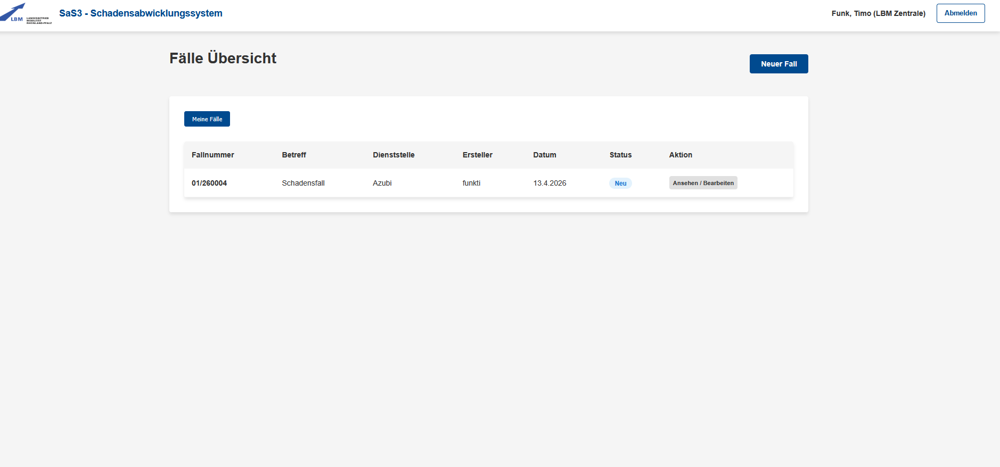 LBM LANDESBETRIEB
MOBILITÄT
RHEINLAND-PFALZ
SaS3 - Schadensabwicklungssystem
Funk, Timo (LBM Zentrale)
Abmelden
Fälle Übersicht
Neuer Fall
Meine Fälle
Fallnummer Betreff Dienststelle Ersteller Datum Status Aktion
01/260004 Schadensfall Azubi funkti 13.4.2026 Neu Ansehen / Bearbeiten